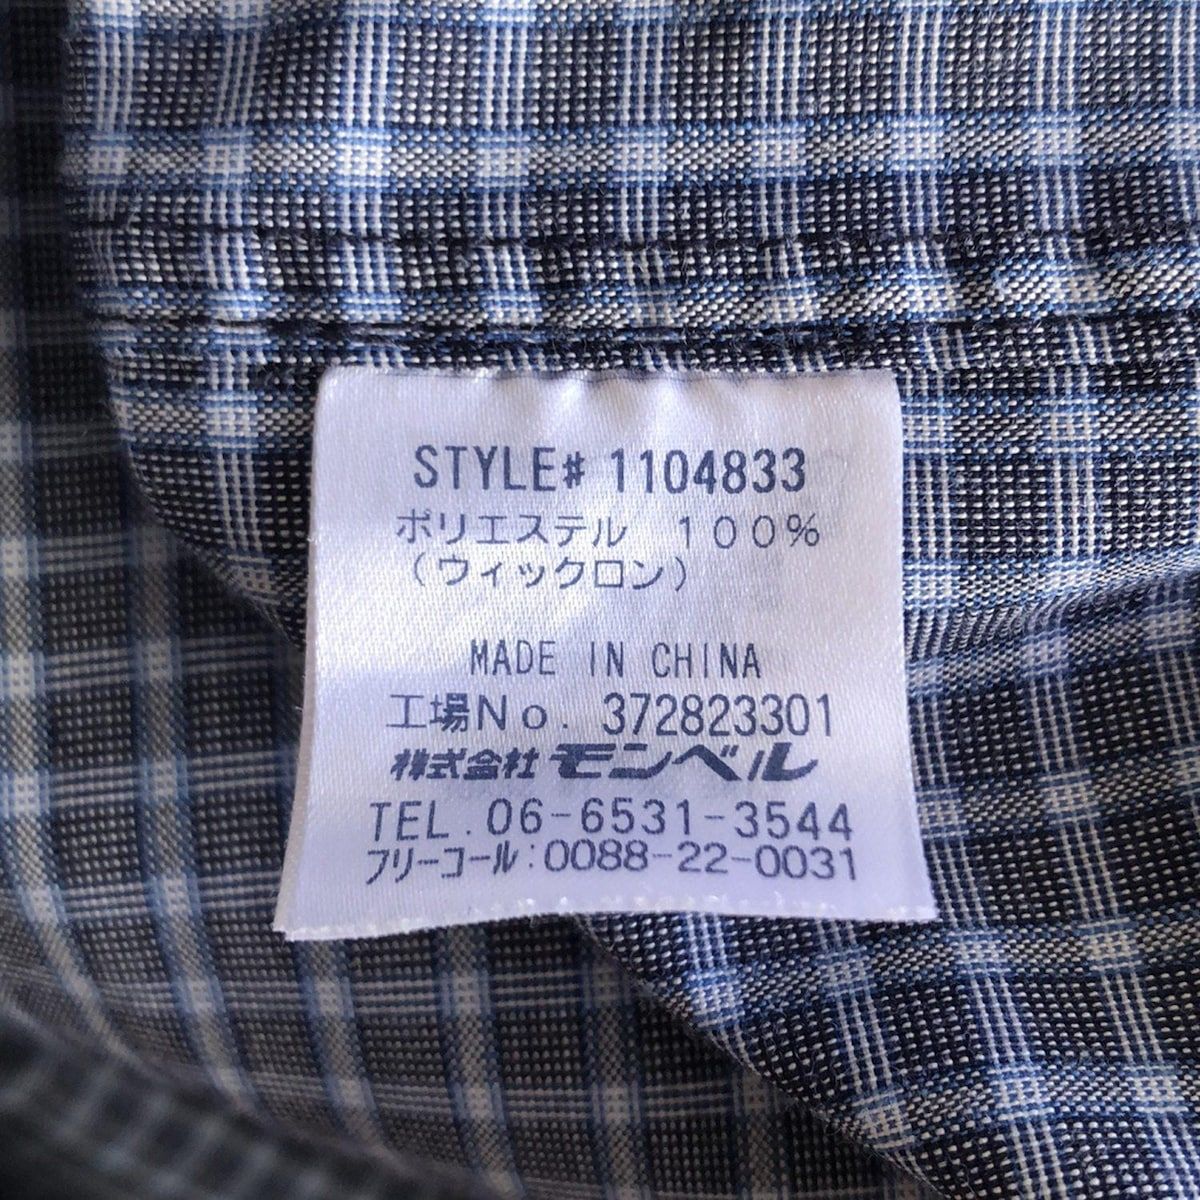 STYLE# 1104833
ポリエステル　100%
(ウィックロン)
MADE IN CHINA
工場No. 372823301
株式会社 モンベル
TEL. 06-6531-3544
フリーコール:0088-22-0031